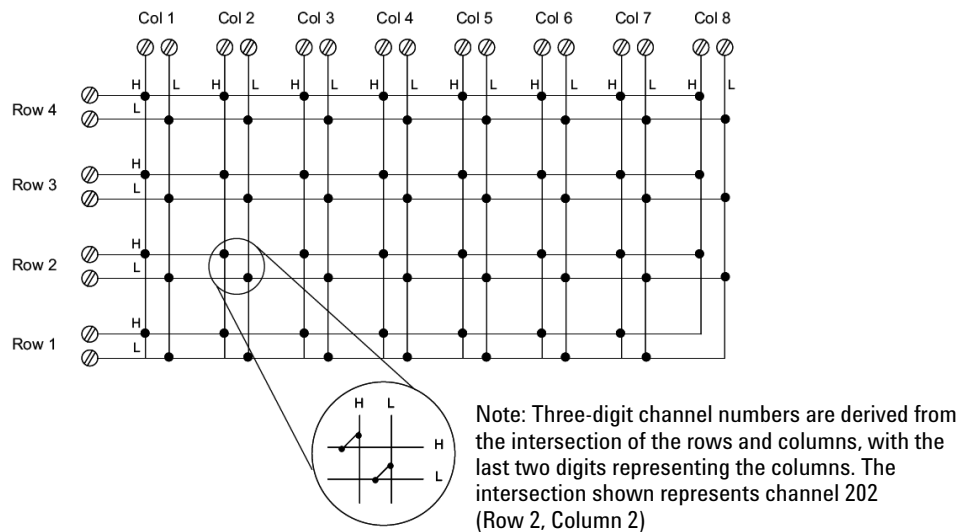 Col 1 Col 2 Col 3 Col 4 Col 5 Col 6 Col 7 Col 8
H L H L H L H L H L H L H L H L
Row 4
L
H
Row 3
L
H
Row 2
L
H
Row 1
L
H L
H
L
Note: Three-digit channel numbers are derived from
the intersection of the rows and columns, with the
last two digits representing the columns. The
intersection shown represents channel 202
(Row 2, Column 2)